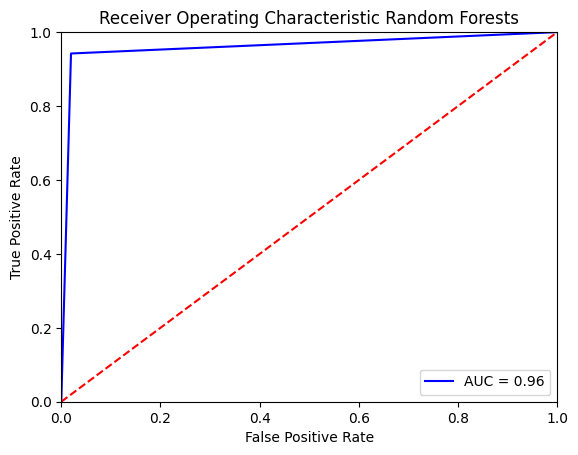 Receiver Operating Characteristic Random Forests
1.0
0.8
0.6
0.4
0.2
0.0
True Positive Rate
AUC = 0.96
0.0 0.2 0.4 0.6 0.8 1.0
False Positive Rate